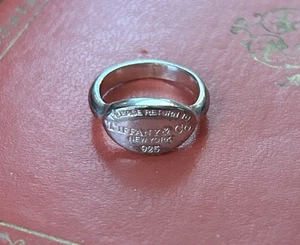 PLEASE RETURN TO
TIFFANY & CO.
NEW YORK
925